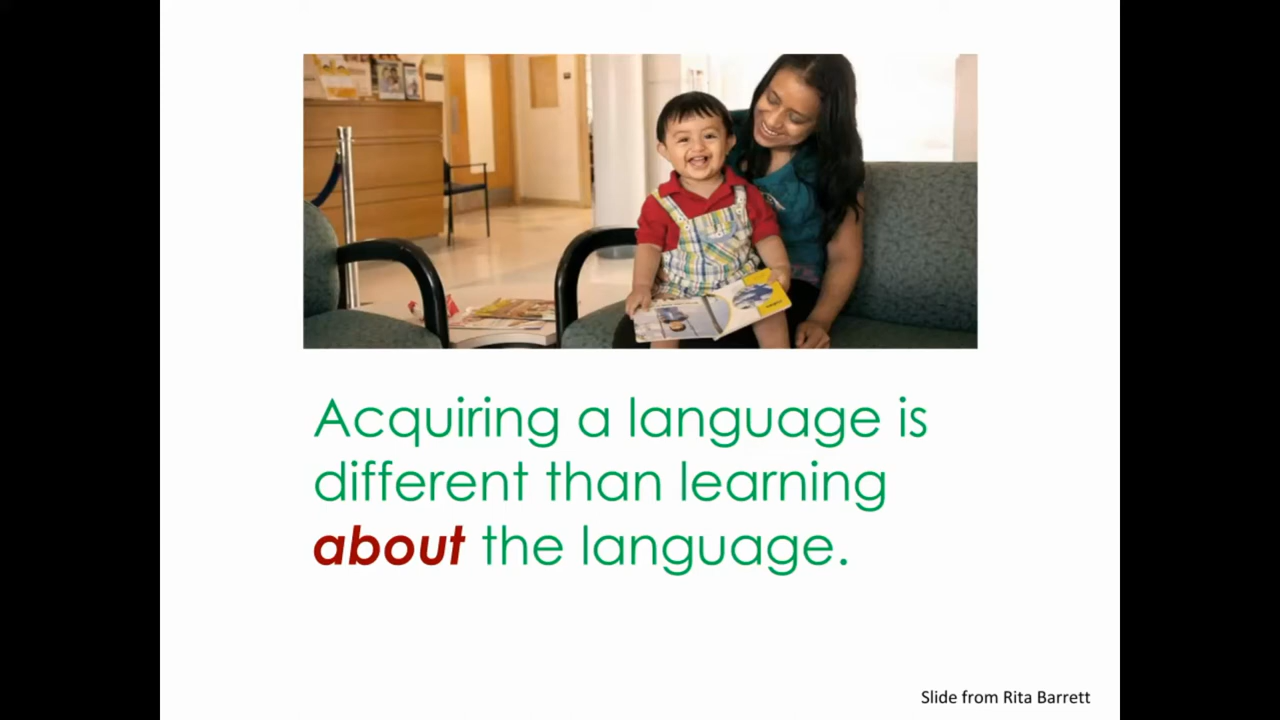 Acquiring a language is
different than learning
about the language.
Slide from Rita Barrett